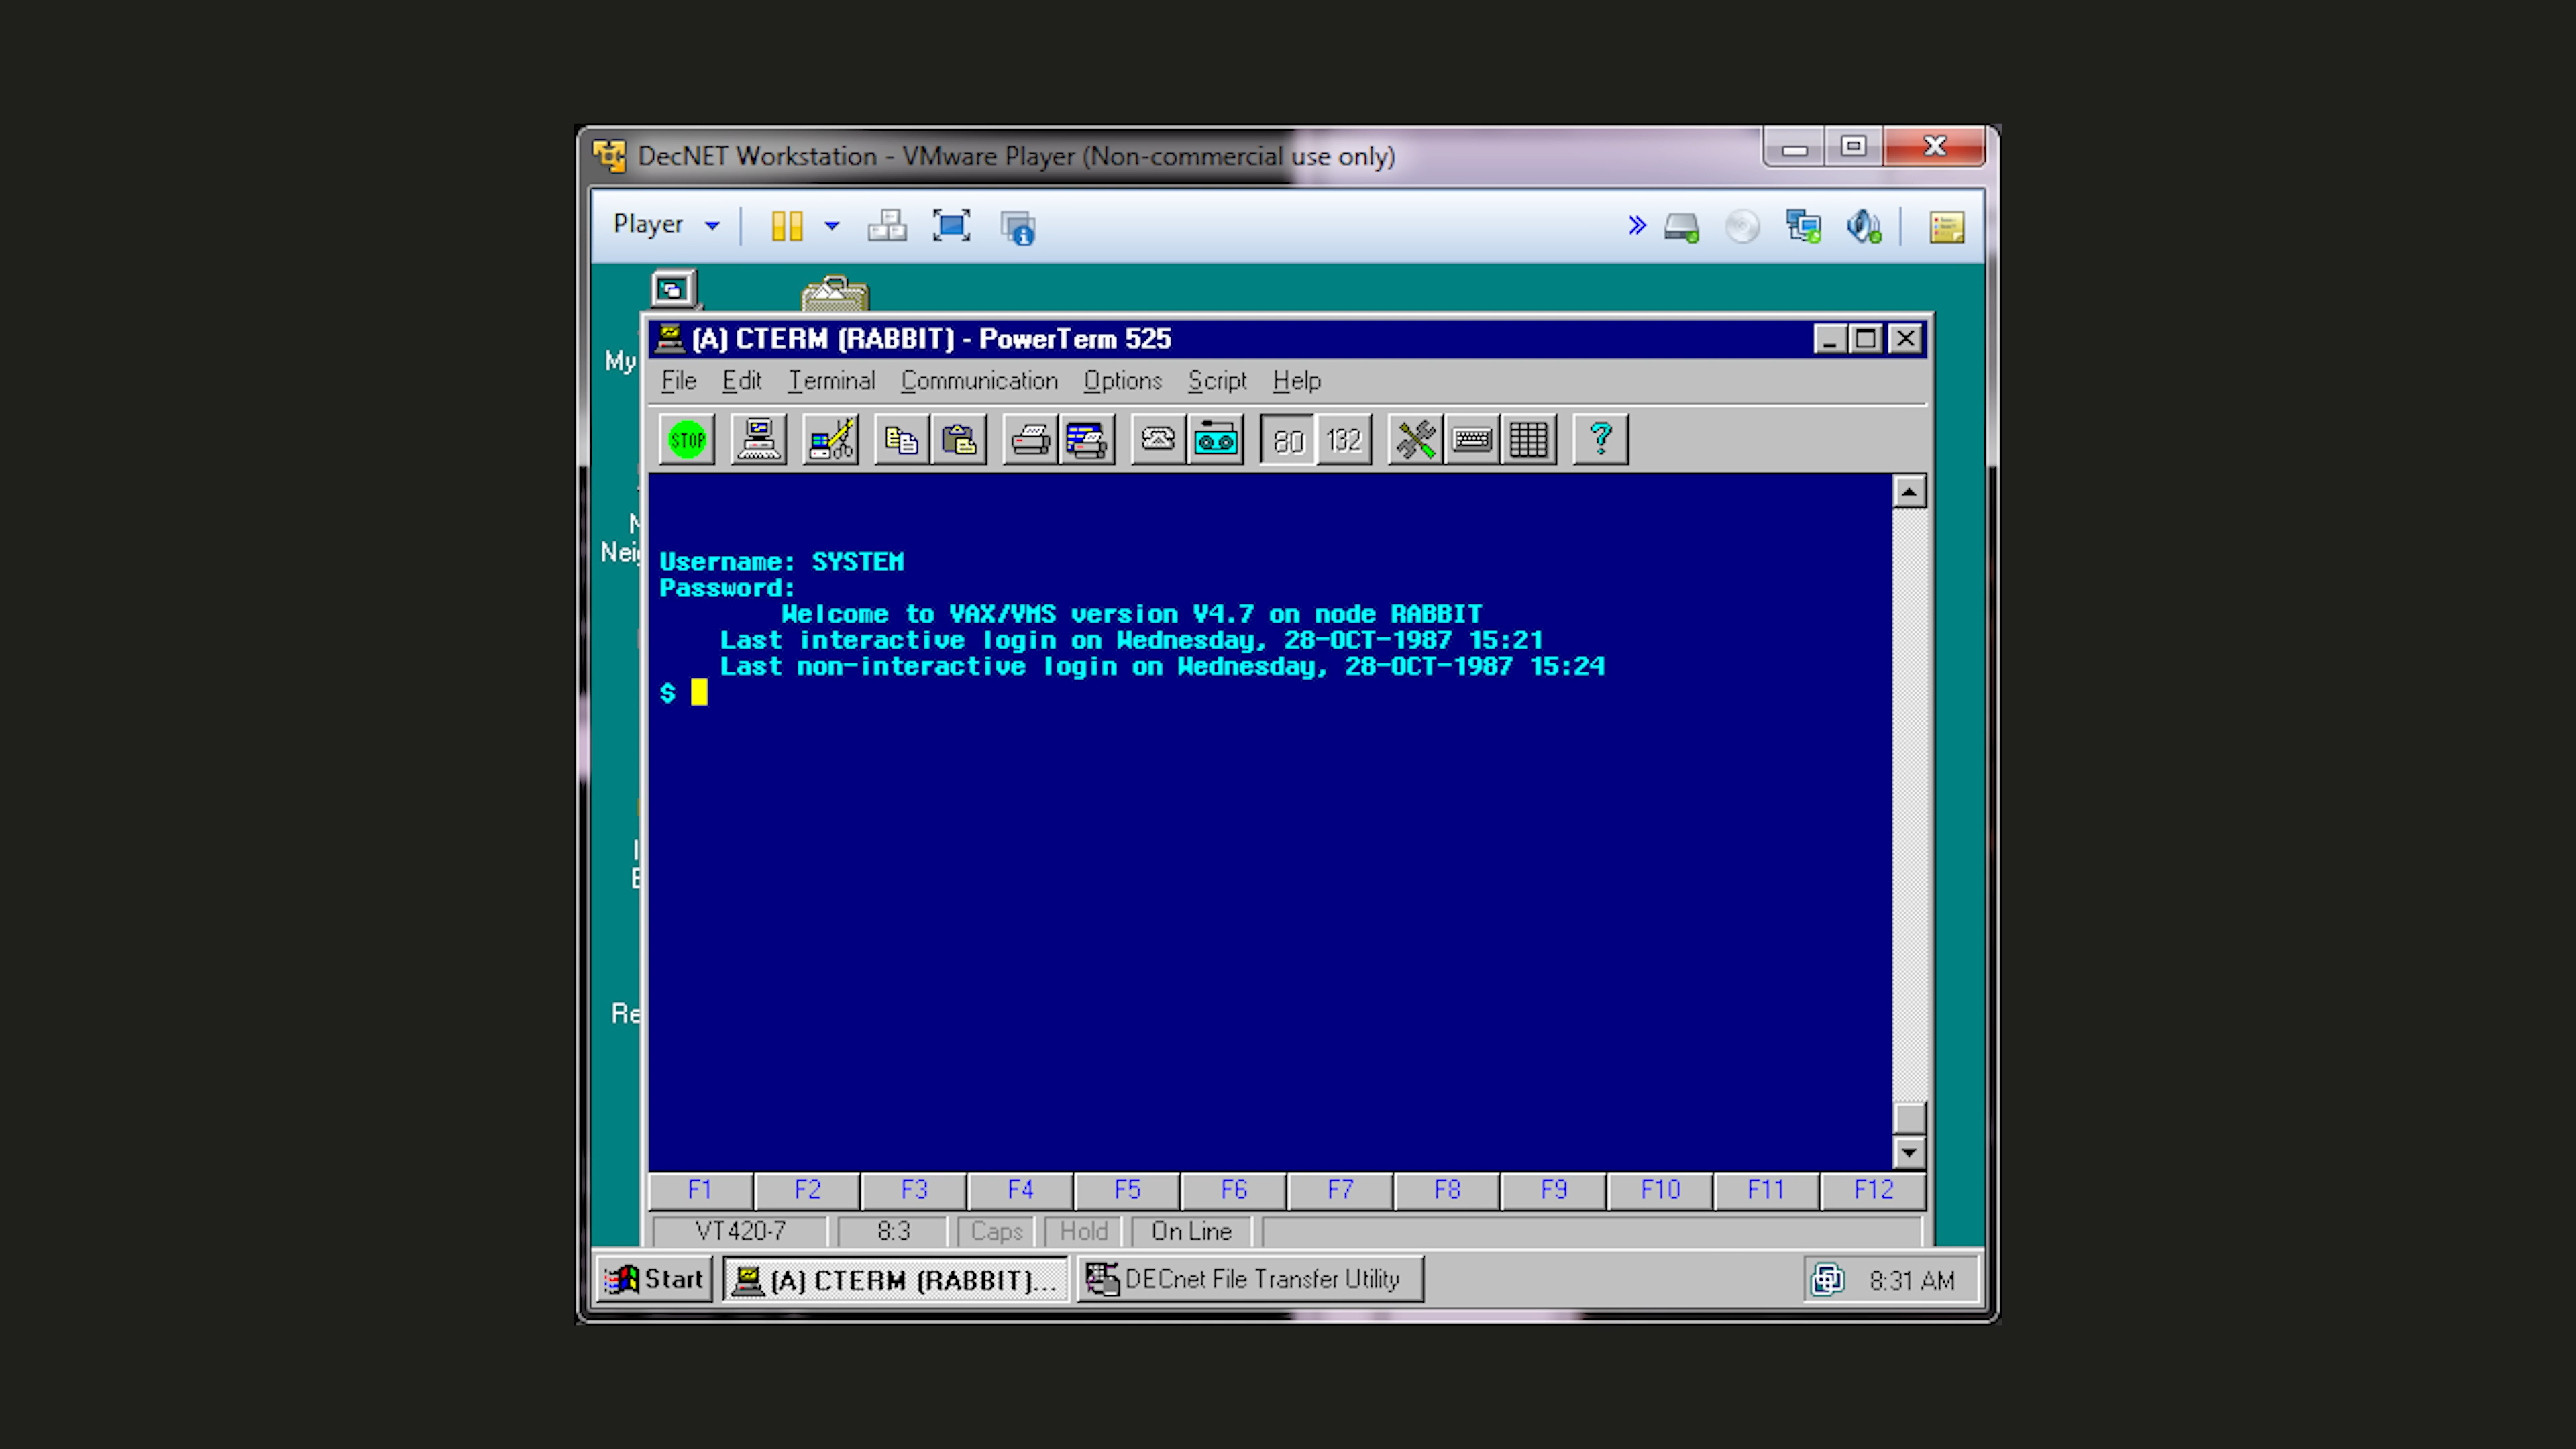 DecNET Workstation - VMware Player (Non-commercial use only)
Player
(A) CTERM (RABBIT) - PowerTerm 525
My
File Edit Terminal Communication Options Script Help
STOP 80 132 ?
Nei
Username: SYSTEM
Password:
Welcome to VAX/VMS version V4.7 on node RABBIT
Last interactive login on Wednesday, 28-OCT-1987 15:21
Last non-interactive login on Wednesday, 28-OCT-1987 15:24
$
Re
F1 F2 F3 F4 F5 F6 F7 F8 F9 F10 F11 F12
VT420-7 8:3 Caps Hold On Line
Start (A) CTERM (RABBIT)... DECnet File Transfer Utility 8:31 AM